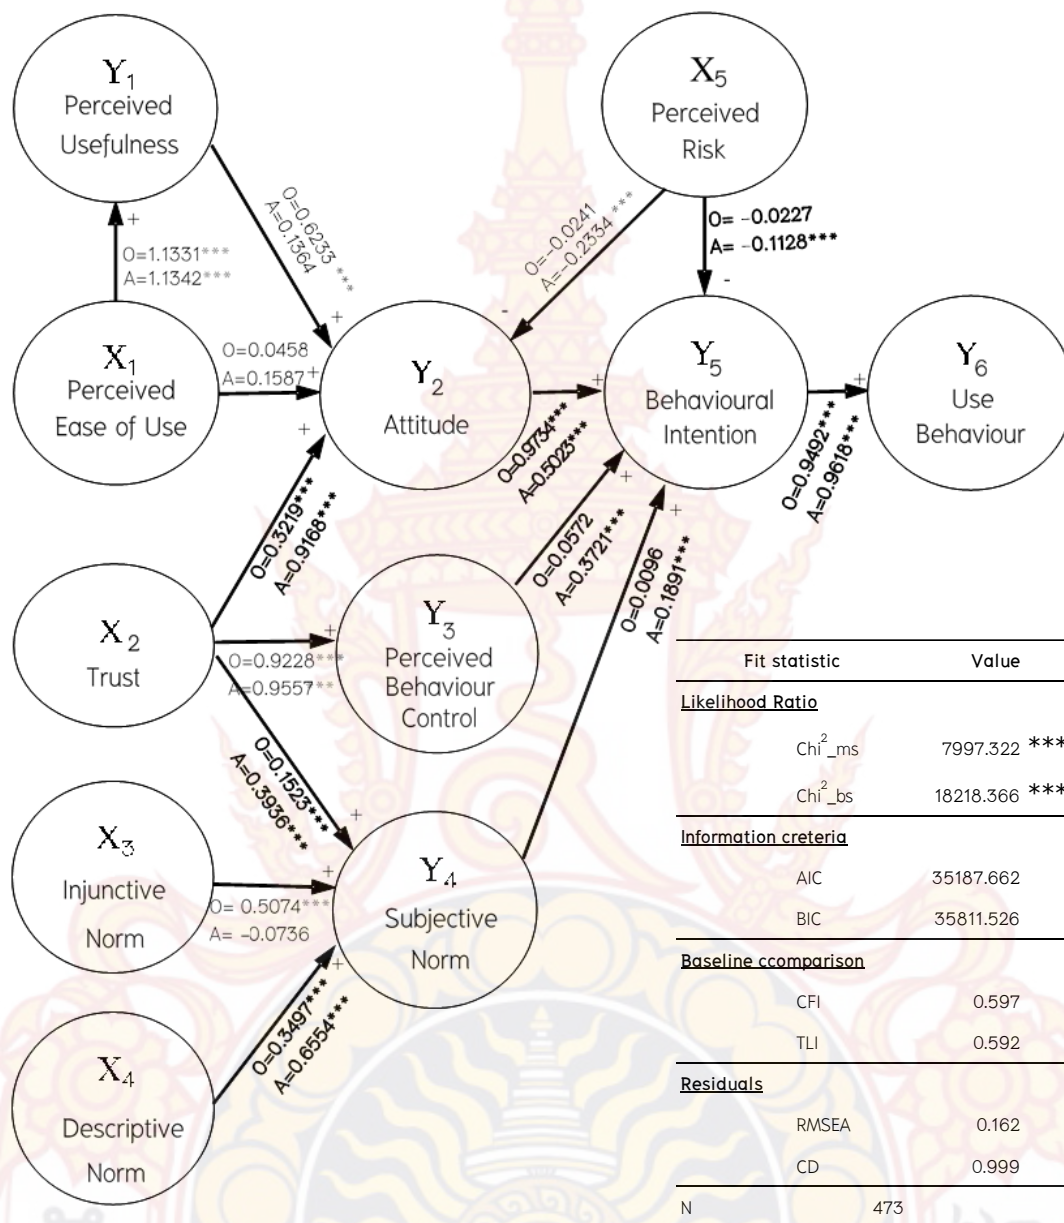 Y1
Perceived
Usefulness
X5
Perceived
Risk
O=0.6233 ***
A=0.1364
O=-0.0241
A=-0.2334 ***
O= -0.0227
A= -0.1128***
+
O=1.1331***
A=1.1342***
+
-
-
X1
Perceived
Ease of Use
O=0.0458
A=0.1587+
+
Y2
Attitude
+
Y5
Behavioural
Intention
+
Y6
Use
Behaviour
O=0.9734***
A=0.5023***
O=0.9492***
A=0.9618***
+
O=0.3219***
A=0.9168***
+
O=0.0572
A=0.3721***
+
O=0.0096
A=0.1891***
X2
Trust
+
O=0.9228***
A=0.9557**
Y3
Perceived
Behaviour
Control
O=0.1523***
A=0.3936***
+
X3
Injunctive
Norm
+
O= 0.5074***
A= -0.0736
Y4
Subjective
Norm
+
O=0.3497***
A=0.6554***
X4
Descriptive
Norm
Fit statistic Value
Likelihood Ratio
Chi2_ms 7997.322 ***
Chi2_bs 18218.366 ***
Information creteria
AIC 35187.662
BIC 35811.526
Baseline ccomparison
CFI 0.597
TLI 0.592
Residuals
RMSEA 0.162
CD 0.999
N 473